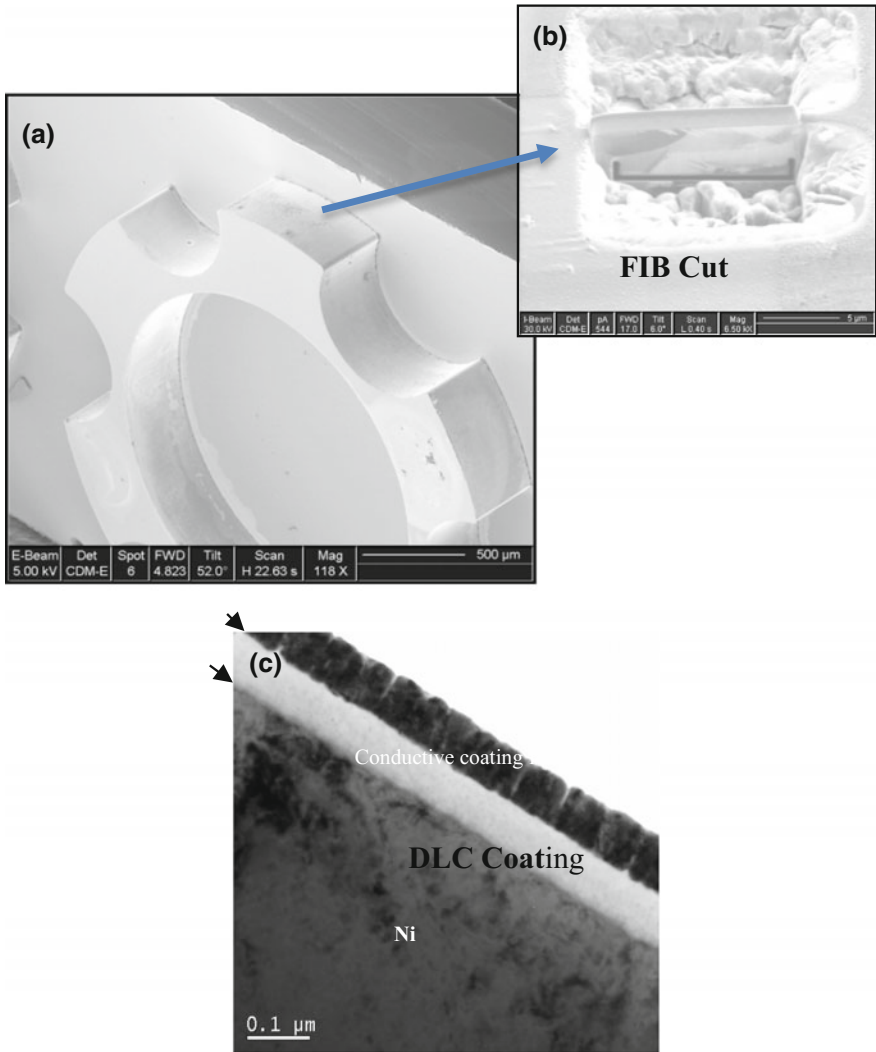 (b)
(a)
FIB Cut
I-Beam Det pA FWD Tilt Scan Mag 5 µm
30.0 kV CDM-E 544 17.0 6.0° L 0.40 s 6.50 kX
E-Beam Det Spot FWD Tilt Scan Mag 500 µm
5.00 kV CDM-E 6 4.823 52.0° H 22.63 s 118 X
(c)
Conductive coating
DLC Coating
Ni
0.1 µm